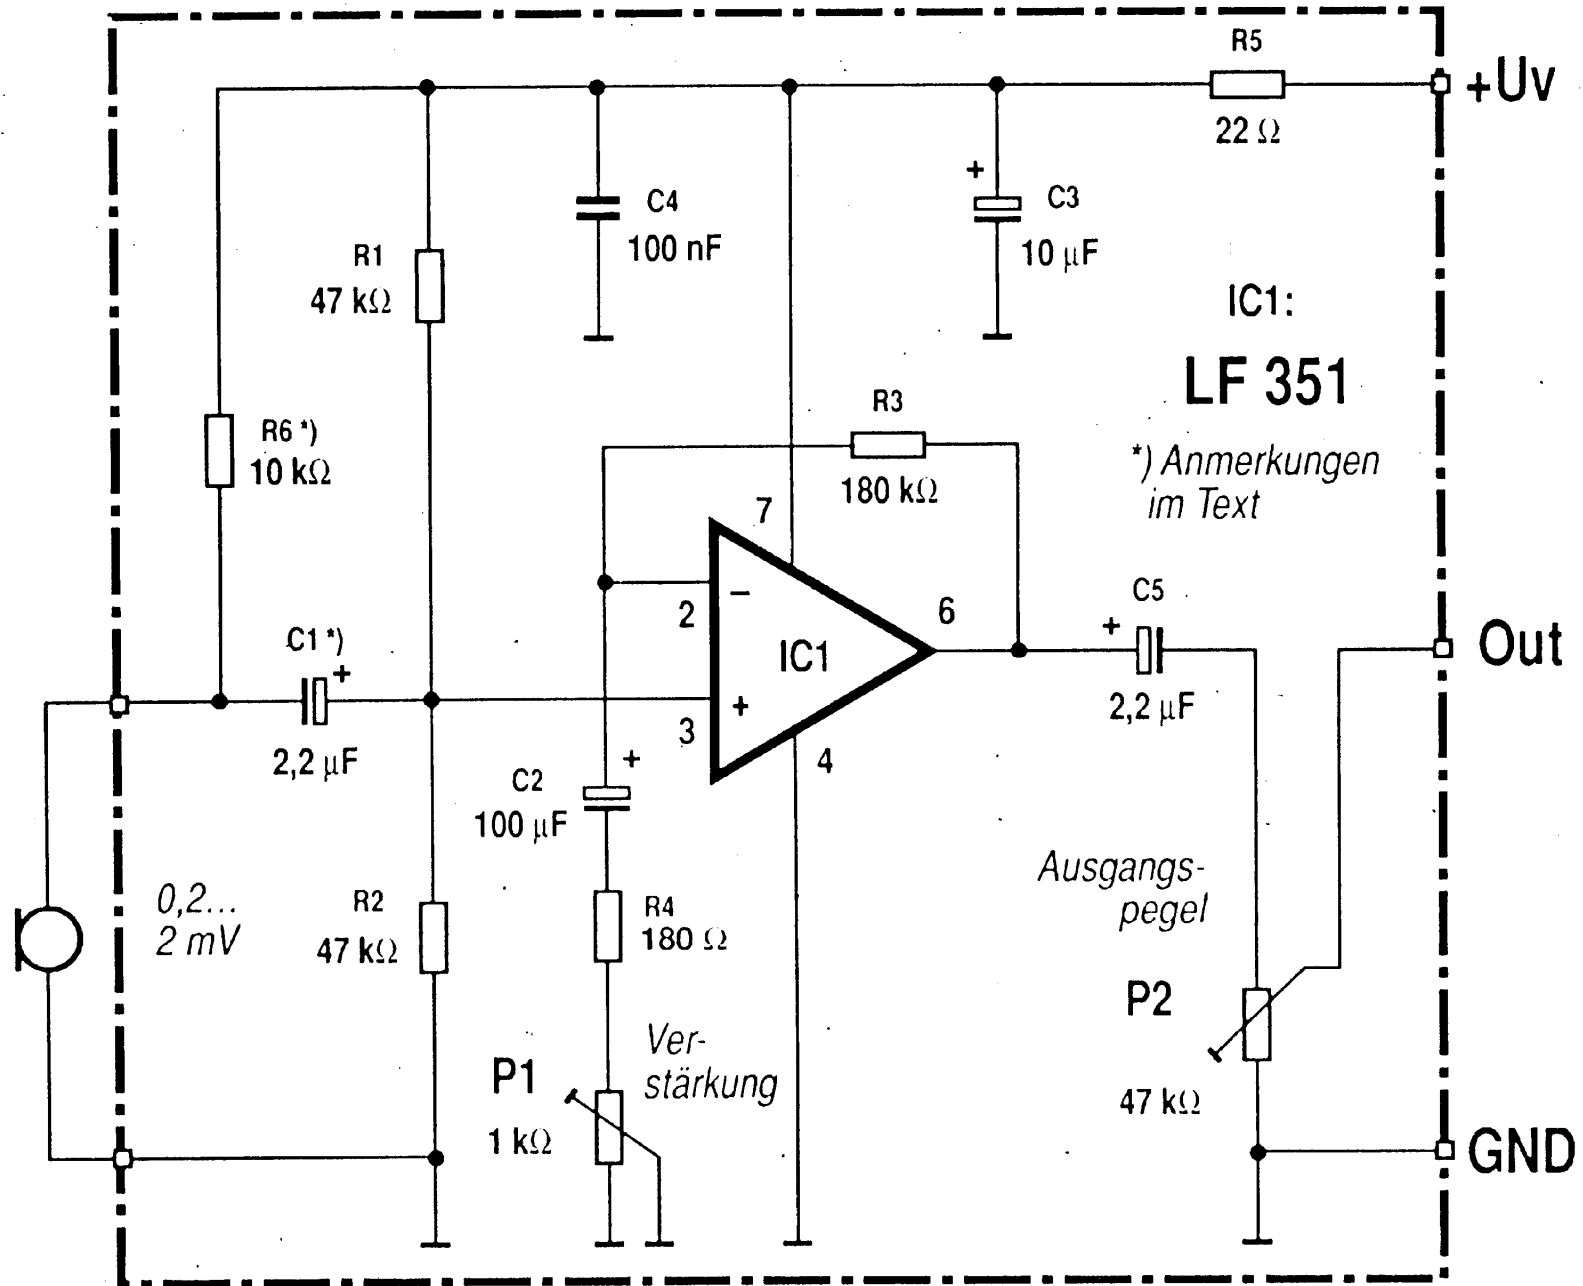 R5
+Uv
22 Ω
+
C4
100 nF
C3
10 µF
R1
47 kΩ
IC1:
LF 351
R3
180 kΩ
*) Anmerkungen
im Text
R6 *)
10 kΩ
7
2
−
6
C5
+
Out
C1 *)
+
IC1
2,2 µF
3
+
4
2,2 µF
+
C2
100 µF
0,2...
2 mV
R2
47 kΩ
R4
180 Ω
Ausgangs-
pegel
P2
47 kΩ
Ver-
stärkung
P1
1 kΩ
GND